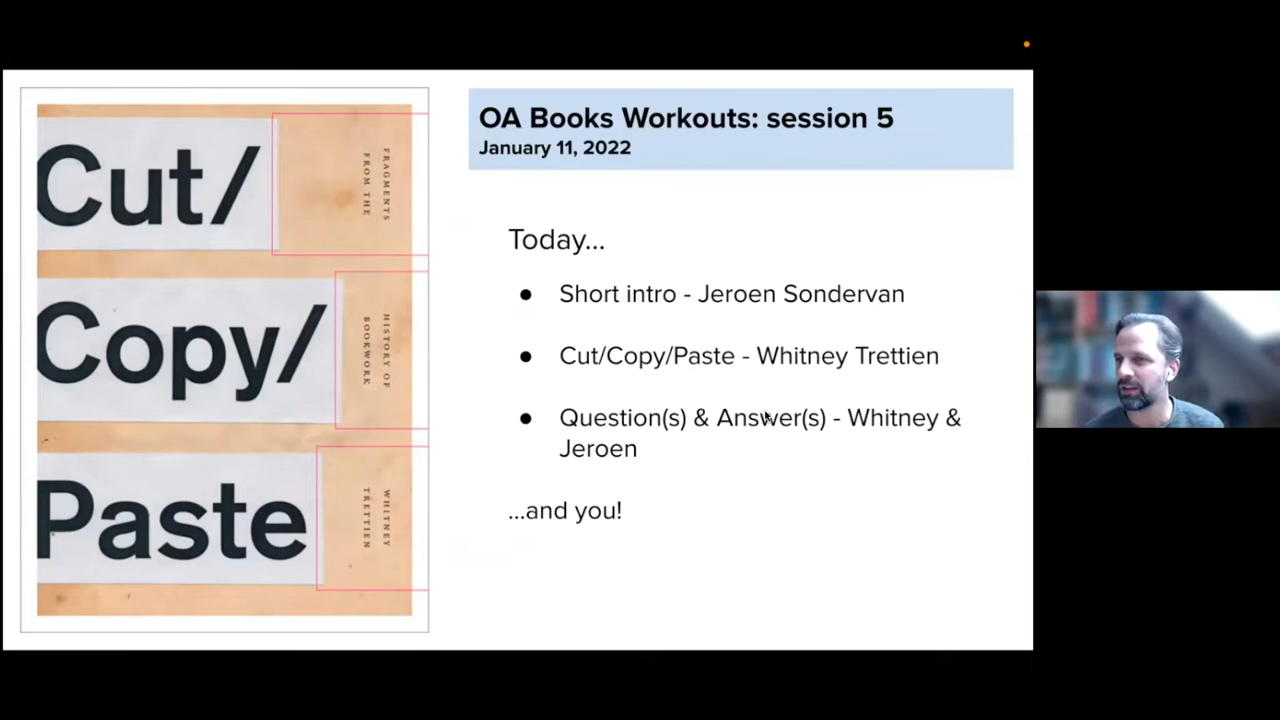 Cut/
FRAGMENTS
FROM THE
Copy/
HISTORY OF
BOOKWORK
Paste
WHITNEY
TRETTIEN
OA Books Workouts: session 5
January 11, 2022
Today...
● Short intro - Jeroen Sondervan
● Cut/Copy/Paste - Whitney Trettien
● Question(s) & Answer(s) - Whitney &
Jeroen
...and you!